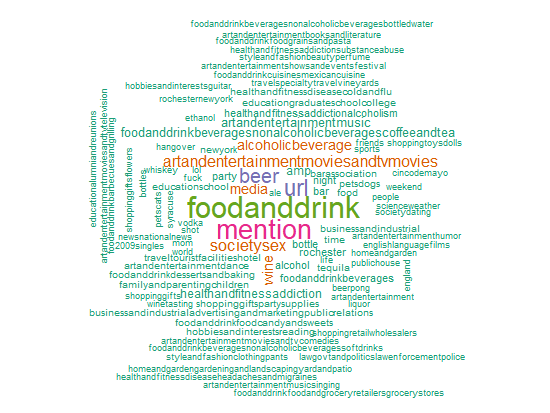 foodanddrinkbeveragesnonalcoholicbeveragesbottledwater
artandentertainmentbooksandliterature
foodanddrinkfoodgrainsandpasta
healthandfitnessaddictionsubstanceabuse
styleandfashionbeautyperfume
artandentertainmentshowsandeventsfestival
foodanddrinkcuisinesmexicancuisine
hobbiesandinterestsguitar travelspecialtytravelvineyards
healthandfitnessdiseasecoldandflu
rochesternewyork educationgraduateschoolcollege
healthandfitnessaddictionalcoholism
ethanol artandentertainmentmusic
foodanddrinkbeveragesnonalcoholicbeveragescoffeeandtea
hangover newyork alcoholicbeverage friends shoppingtoysdolls
sports
artandentertainmentmoviesandtvmovies
whiskey lol party beer amp barassociation oincodemayo
fuck url night petsdogs weekend
educationschool media ale bar food people
bottles petscats syracuse foodanddrink scienceweather
societydating
vodka
shot mention businessandindustrial
newsnationalnews artandentertainmenthumor
2009singles mom societysex bottle time englishlanguagefilms
world rochester homeandgarden
traveltouristfacilitieshotel wine life publichouse
artandentertainmentdance alcohol tequila
foodanddrinkdessertsandbaking foodanddrinkbeverages england
familyandparentingchildren beerpong
shoppinggifts healthandfitnessaddiction artandentertainment
winetasting shoppinggiftspartysupplies liquor
businessandindustrialadvertisingandmarketingpublicrelations
foodanddrinkfoodcandyandsweets
hobbiesandinterestsreading shoppingretailwholesalers
artandentertainmentmoviesandtvcomedies
foodanddrinkbeveragesnonalcoholicbeveragessoftdrinks
styleandfashionclothingpants lawgovtandpoliticslawenforcementpolice
homeandgardengardeningandlandscapingyardandpatio
healthandfitnessdiseaseheadachesandmigraines
artandentertainmentmusicsinging
foodanddrinkfoodandgroceryretailersgrocerystores
educationalumniandreunions
artandentertainmentmoviesandtvtelevision
foodanddrinkbarbecuesandgrilling
shoppinggiftsflowers